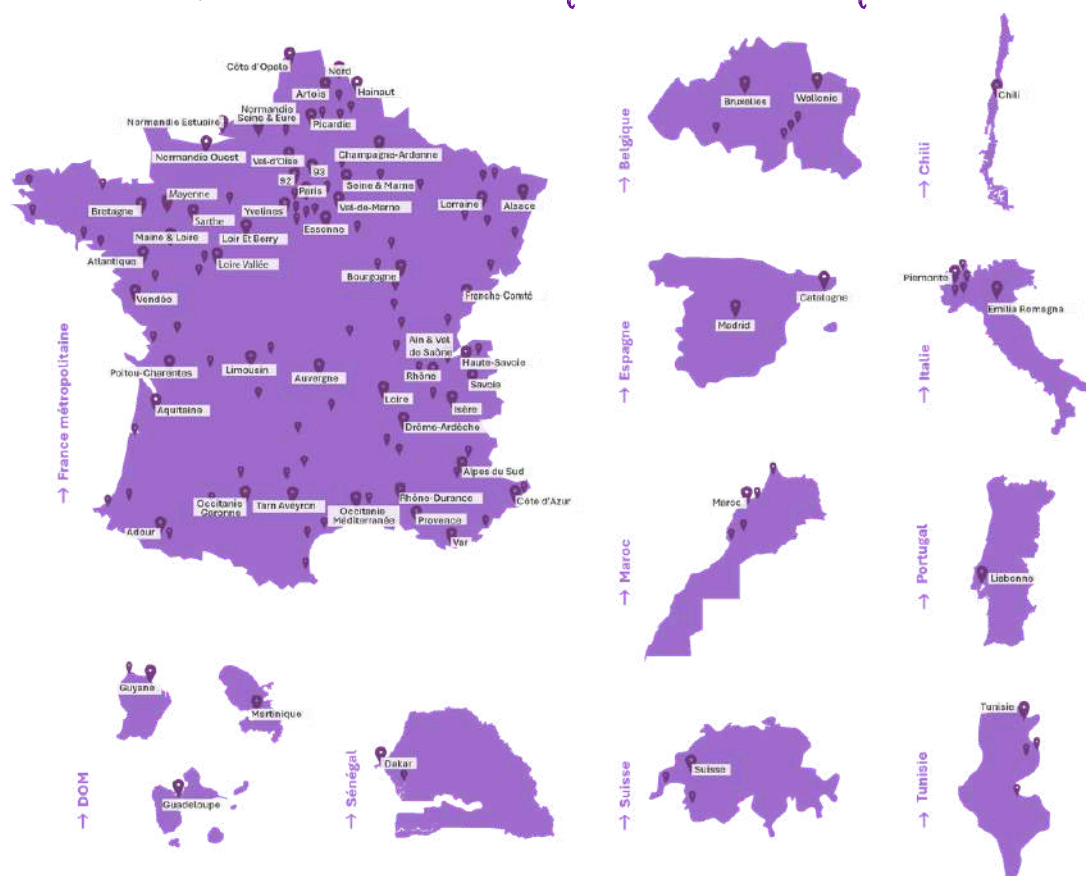 Côte d'Opale
Nord
Artois
Hainaut
Normandie
Seine & Eure
Normandie Estuaire
Picardie
Normandie Ouest
Val-d'Oise
Champagne-Ardenne
93
92
Seine & Marne
Paris
Mayenne
Bretagne
Sarthe
Yvelines
Val-de-Marne
Lorraine
Alsace
Essonne
Maine & Loire
Loir Et Berry
Atlantique
Loire Vallée
Bourgogne
Vendée
Franche-Comté
Ain & Val
de Saône
Haute-Savoie
Poitou-Charentes
Limousin
Auvergne
Rhône
Savoie
Loire
Isère
Aquitaine
Drôme-Ardèche
Alpes du Sud
Occitanie
Garonne
Tarn Aveyron
Occitanie
Méditerranée
Rhône-Durance
Côte d'Azur
Provence
Adour
Var
→ France métropolitaine
Bruxelles
Wallonie
→ Belgique
Chili
→ Chili
Catalogne
Madrid
→ Espagne
Piemonte
Emilia Romagna
→ Italie
Maroc
→ Maroc
Lisbonne
→ Portugal
Guyane
Martinique
Guadeloupe
→ DOM
Dakar
→ Sénégal
Suisse
→ Suisse
Tunisie
→ Tunisie